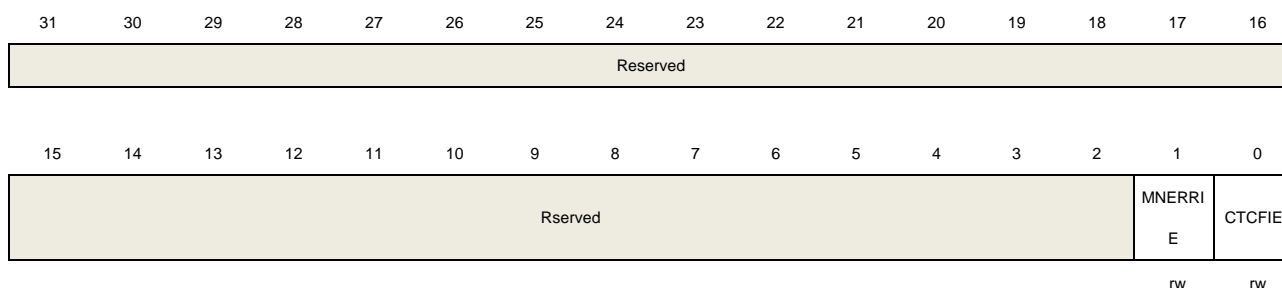 31 30 29 28 27 26 25 24 23 22 21 20 19 18 17 16
Reserved
15 14 13 12 11 10 9 8 7 6 5 4 3 2 1 0
Rserved
MNERRI
E
CTCFIE
rw rw